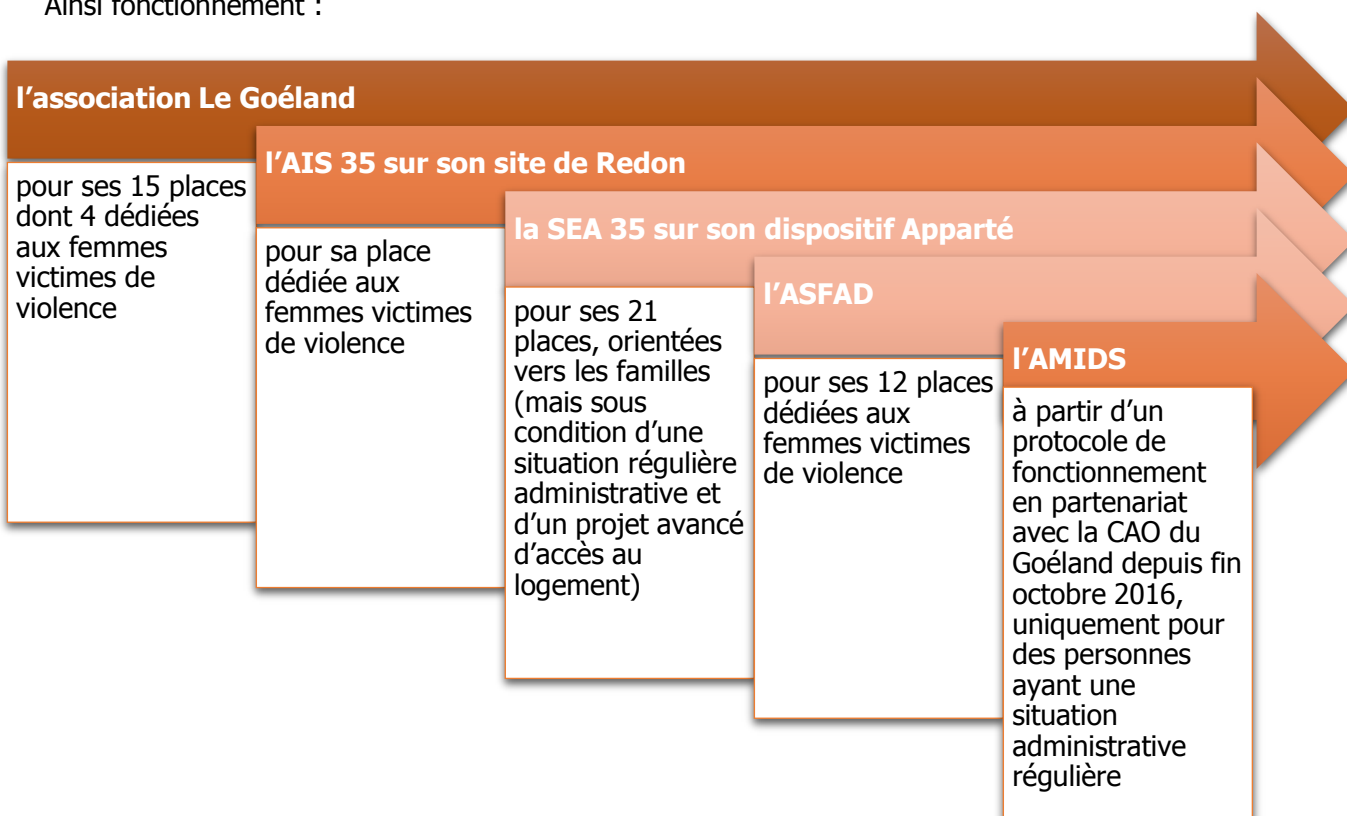 Ainsi fonctionnement :
l'association Le Goéland
pour ses 15 places
dont 4 dédiées
aux femmes
victimes de
violence
l'AIS 35 sur son site de Redon
pour sa place
dédiée aux
femmes victimes
de violence
la SEA 35 sur son dispositif Apparté
pour ses 21
places, orientées
vers les familles
(mais sous
condition d'une
situation régulière
administrative et
d'un projet avancé
d'accès au
logement)
l'ASFAD
pour ses 12 places
dédiées aux
femmes victimes
de violence
l'AMIDS
à partir d'un
protocole de
fonctionnement
en partenariat
avec la CAO du
Goéland depuis fin
octobre 2016,
uniquement pour
des personnes
ayant une
situation
administrative
régulière